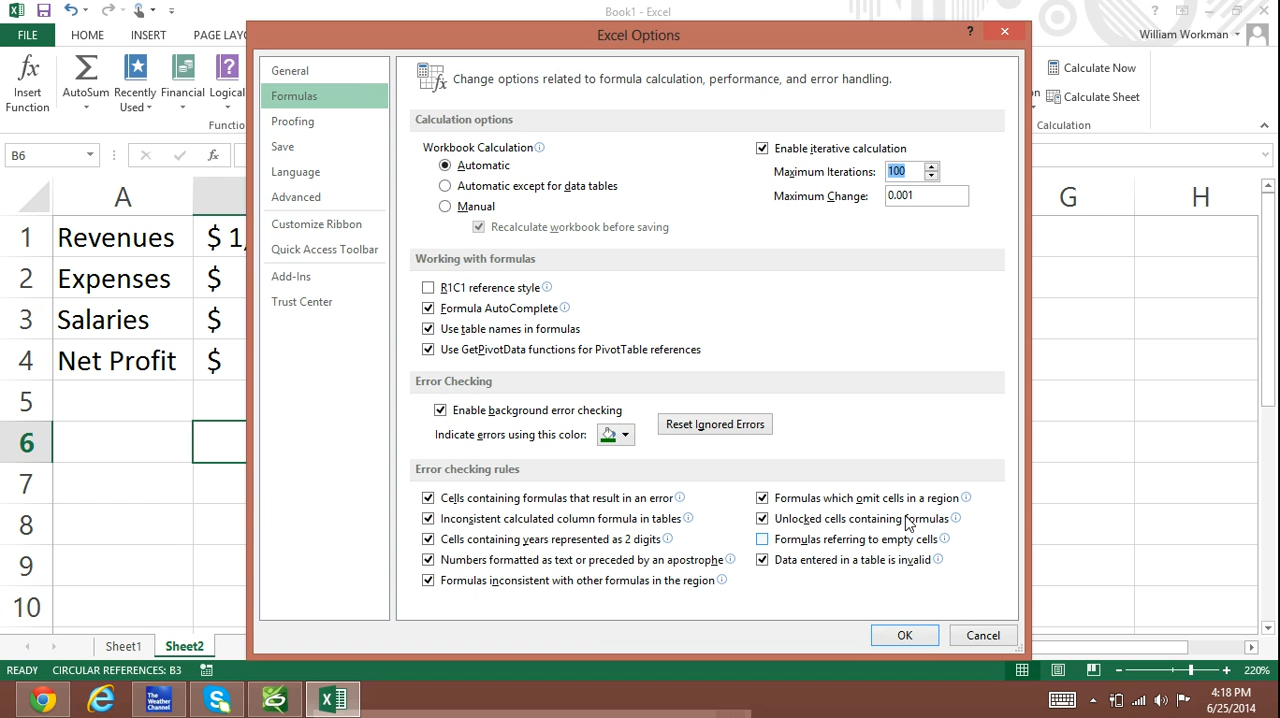 Book1 - Excel
Excel Options
FILE
HOME
INSERT
PAGE LAY
William Workman
Insert
Function
AutoSum
Recently
Used
Financial
Logical
Functio
Calculate Now
Calculate Sheet
Calculation
B6
General
Formulas
Proofing
Save
Language
Advanced
Customize Ribbon
Quick Access Toolbar
Add-Ins
Trust Center
Change options related to formula calculation, performance, and error handling.
Calculation options
Workbook Calculation
Automatic
Automatic except for data tables
Manual
Recalculate workbook before saving
Enable iterative calculation
Maximum Iterations: 100
Maximum Change: 0.001
Working with formulas
R1C1 reference style
Formula AutoComplete
Use table names in formulas
Use GetPivotData functions for PivotTable references
Error Checking
Enable background error checking
Indicate errors using this color:
Reset Ignored Errors
Error checking rules
Cells containing formulas that result in an error
Inconsistent calculated column formula in tables
Cells containing years represented as 2 digits
Numbers formatted as text or preceded by an apostrophe
Formulas inconsistent with other formulas in the region
Formulas which omit cells in a region
Unlocked cells containing formulas
Formulas referring to empty cells
Data entered in a table is invalid
OK
Cancel
A
G
H
1 Revenues $ 1,
2 Expenses $
3 Salaries $
4 Net Profit $
5
6
7
8
9
10
Sheet1
Sheet2
READY
CIRCULAR REFERENCES: B3
220%
The
Weather
Channel
4:18 PM
6/25/2014